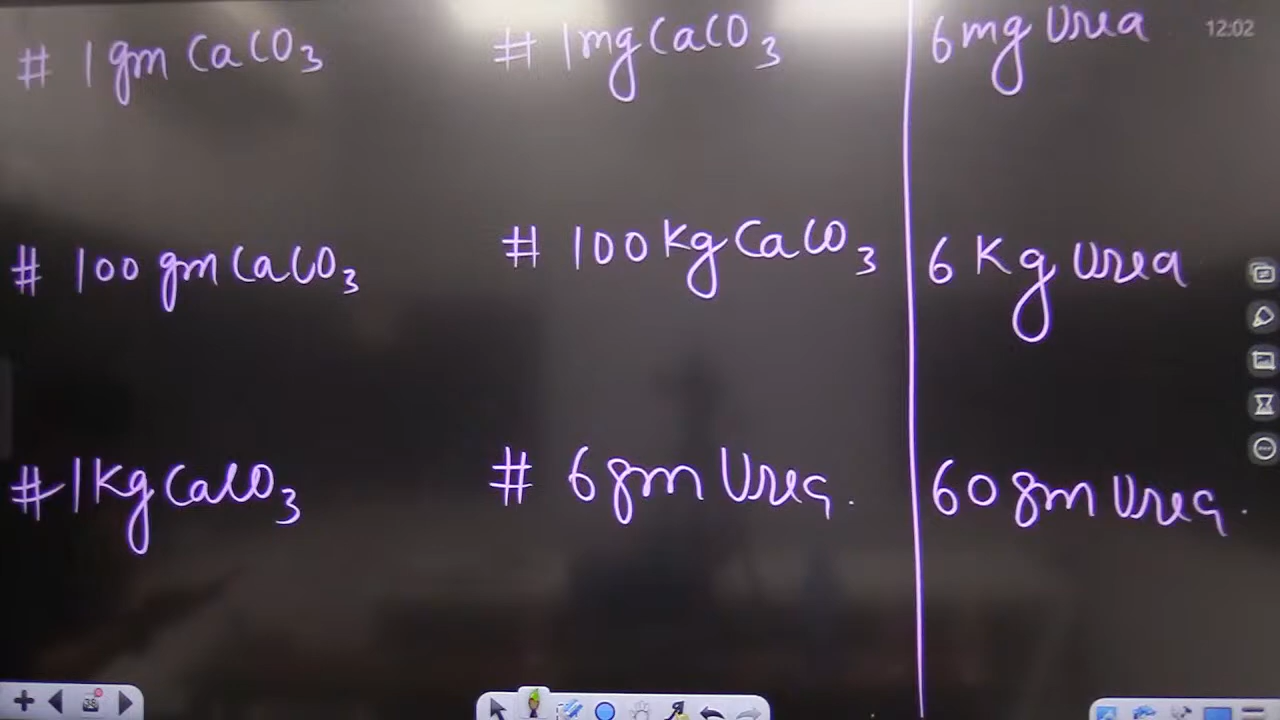 # 1 gm CaCO3
# 1 mg CaCO3
6 mg Urea
12:02
# 100 gm CaCO3
# 100 Kg CaCO3
6 Kg Urea
# 1 Kg CaCO3
# 6 gm Urea.
60 gm Urea.
38